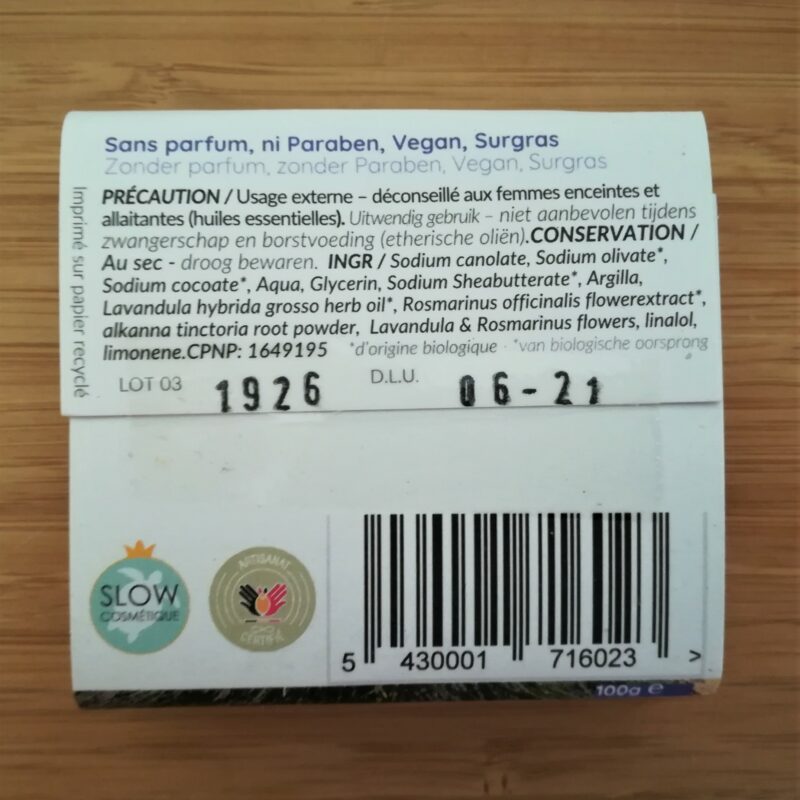 Sans parfum, ni Paraben, Vegan, Surgras
Zonder parfum, zonder Paraben, Vegan, Surgras
Imprimé sur papier recyclé
PRÉCAUTION / Usage externe – déconseillé aux femmes enceintes et
allaitantes (huiles essentielles). Uitwendig gebruik – niet aanbevolen tijdens
zwangerschap en borstvoeding (etherische oliën).CONSERVATION /
Au sec - droog bewaren. INGR / Sodium canolate, Sodium olivate*,
Sodium cocoate*, Aqua, Glycerin, Sodium Sheabutterate*, Argilla,
Lavandula hybrida grosso herb oil*, Rosmarinus officinalis flowerextract*,
alkanna tinctoria root powder, Lavandula & Rosmarinus flowers, linalol,
limonene.CPNP: 1649195 *d'origine biologique - *van biologische oorsprong
LOT 03 1926 D.L.U. 06-21
SLOW
COSMÉTIQUE
ARTISANAT
CERTIFIÉ
5 430001 716023 >
100g e